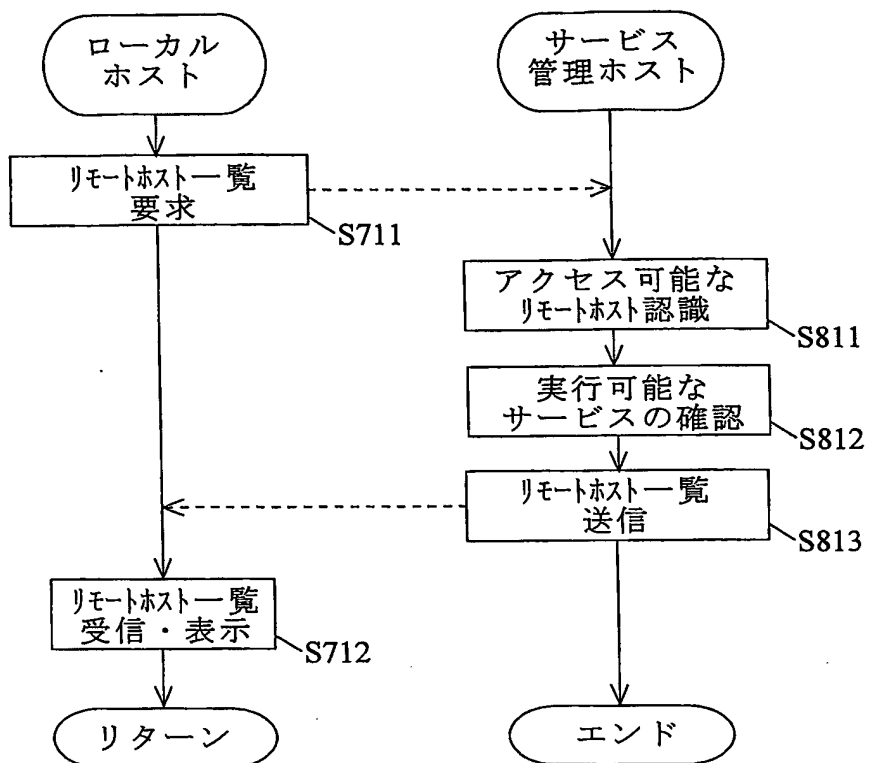 ローカル
ホスト
サービス
管理ホスト
リモートホスト一覧
要求
S711
アクセス可能な
リモートホスト認識
S811
実行可能な
サービスの確認
S812
リモートホスト一覧
送信
S813
リモートホスト一覧
受信・表示
S712
リターン
エンド